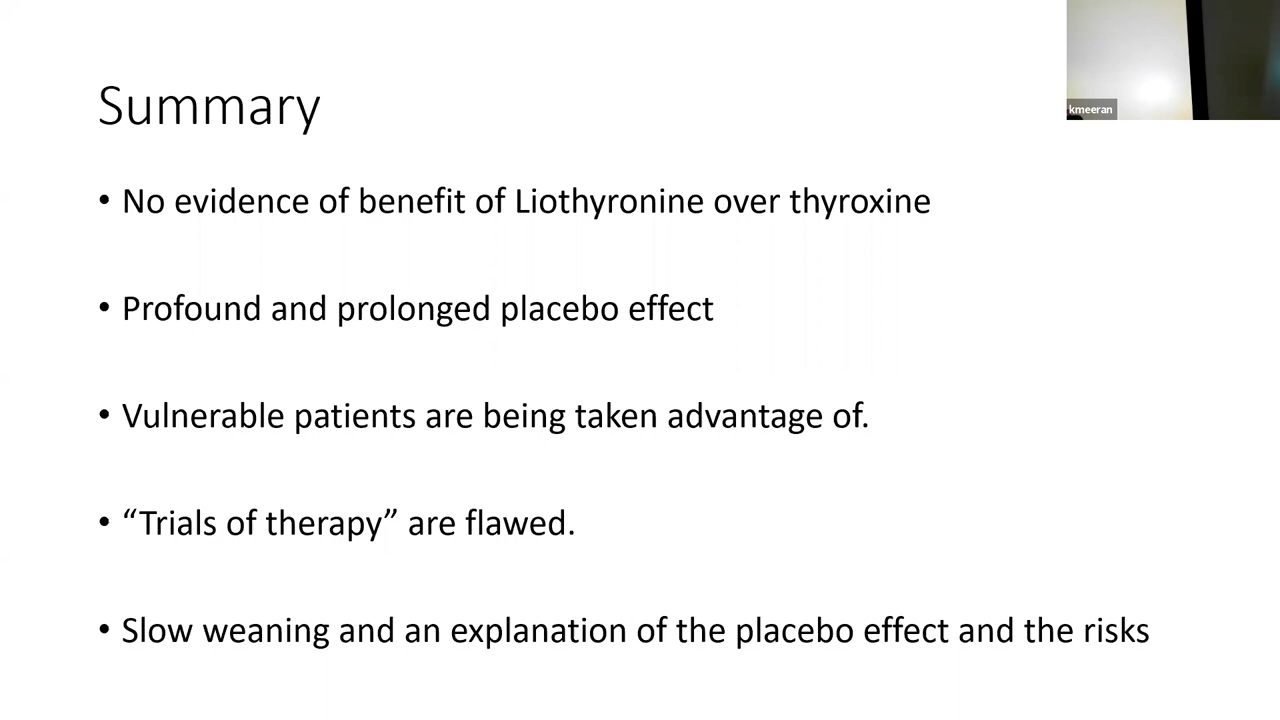 kmeeran
Summary
• No evidence of benefit of Liothyronine over thyroxine
• Profound and prolonged placebo effect
• Vulnerable patients are being taken advantage of.
• “Trials of therapy” are flawed.
• Slow weaning and an explanation of the placebo effect and the risks